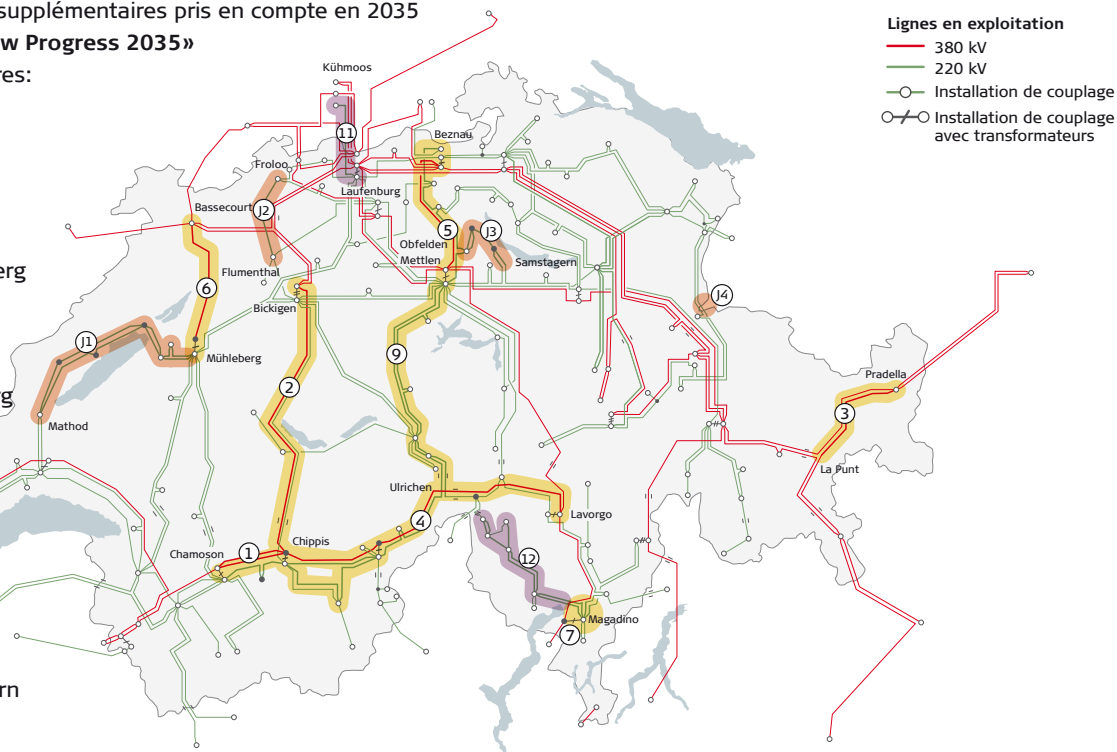 supplémentaires pris en compte en 2035
w Progress 2035»
res:
Lignes en exploitation
380 kV
220 kV
Installation de couplage
Installation de couplage
avec transformateurs
Kühmoos
11
Beznau
Froloo
Laufenburg
Bassecourt
J2
5
J3
Obfelden
Mettlen
Samstagern
erg
Flumenthal
6
J4
Bickigen
J1
Mühleberg
9
Pradella
2
rg
3
Mathod
La Punt
Ulrichen
Lavorgo
4
Chippis
Chamoson
1
12
Magadino
7
rn